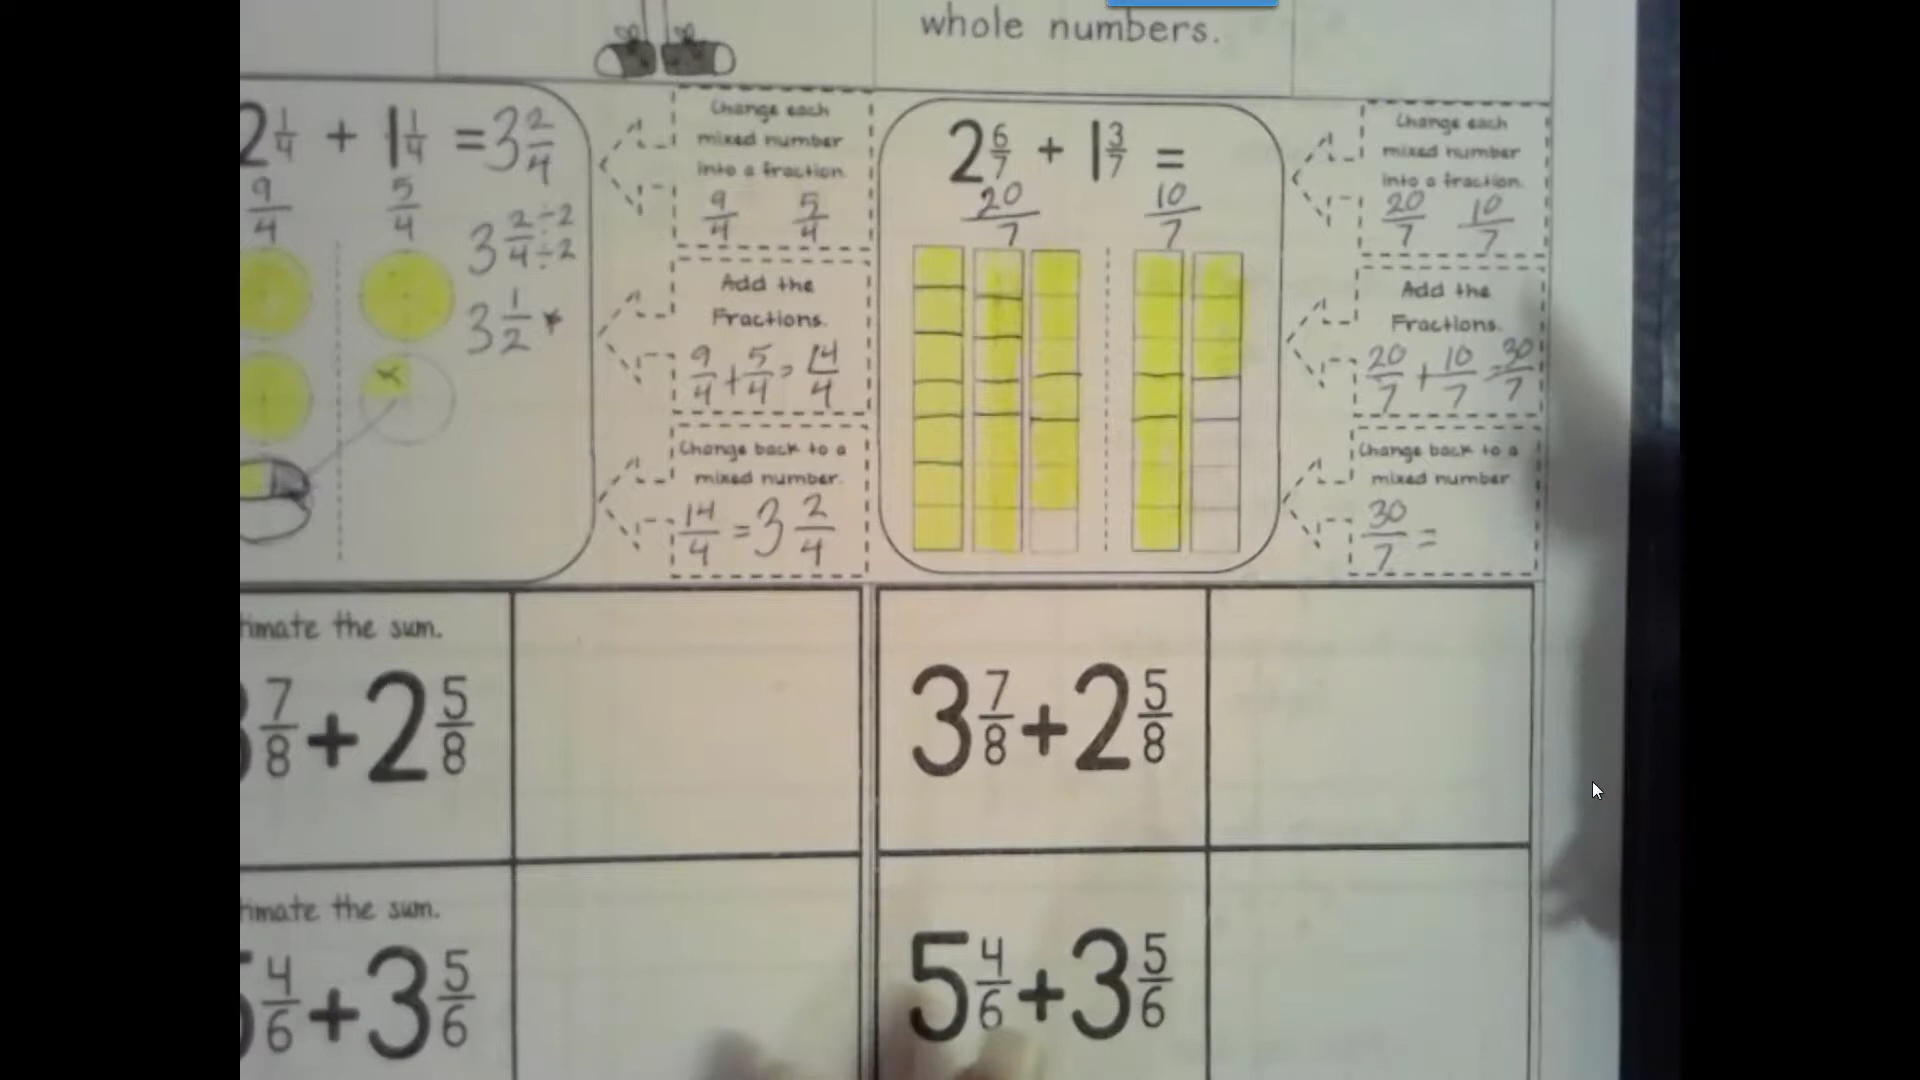 whole numbers.
2 1/4 + 1 1/4 = 3 2/4
9/4 5/4
3 2/4 ÷2/÷2
3 1/2
Change each
mixed number
into a fraction.
9/4 5/4
Add the
Fractions.
9/4 + 5/4 = 14/4
Change back to a
mixed number.
14/4 = 3 2/4
2 6/7 + 1 3/7 =
20/7 10/7
Change each
mixed number
into a fraction.
20/7 10/7
Add the
Fractions.
20/7 + 10/7 = 30/7
Change back to a
mixed number
30/7 =
the sum.
7/8 + 2 5/8
3 7/8 + 2 5/8
the sum.
4/6 + 3 5/6
5 4/6 + 3 5/6